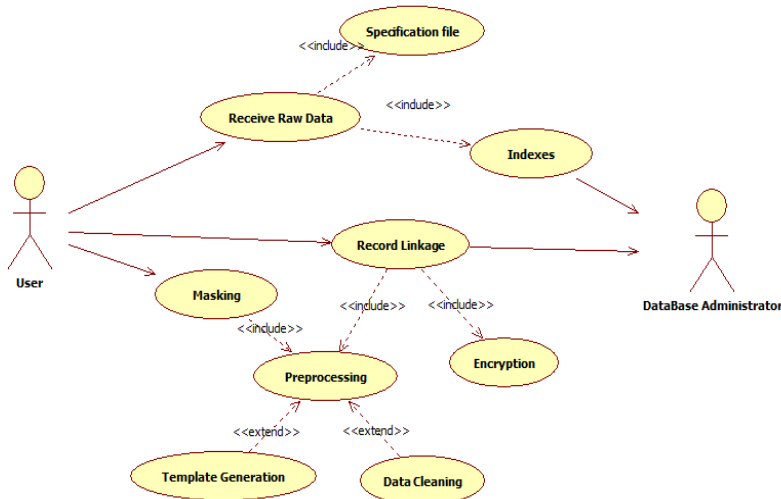 Specification file
<<include>>
Receive Raw Data
<<include>>
Indexes
User
Record Linkage
DataBase Administrator
Masking
<<include>>
<<include>>
<<include>>
Preprocessing
Encryption
<<extend>>
<<extend>>
Template Generation
Data Cleaning